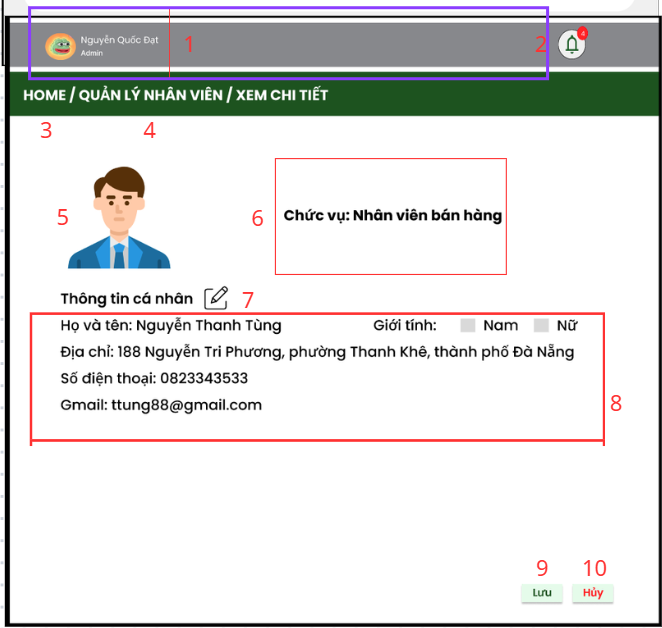 Nguyễn Quốc Đạt
Admin
1
2
4
HOME / QUẢN LÝ NHÂN VIÊN / XEM CHI TIẾT
3
4
5
6
Chức vụ: Nhân viên bán hàng
Thông tin cá nhân
7
Họ và tên: Nguyễn Thanh Tùng
Giới tính: Nam Nữ
Địa chỉ: 188 Nguyễn Tri Phương, phường Thanh Khê, thành phố Đà Nẵng
Số điện thoại: 0823343533
Gmail: ttung88@gmail.com
8
9
10
Lưu
Hủy